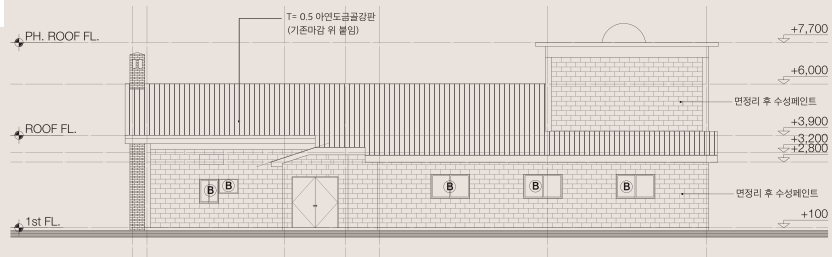 T= 0.5 아연도금골강판
(기존마감 위 붙임)
PH. ROOF FL.
+7,700
+6,000
면정리 후 수성페인트
ROOF FL.
+3,900
+3,200
+2,800
B
B
B
B
B
면정리 후 수성페인트
1st FL.
+100